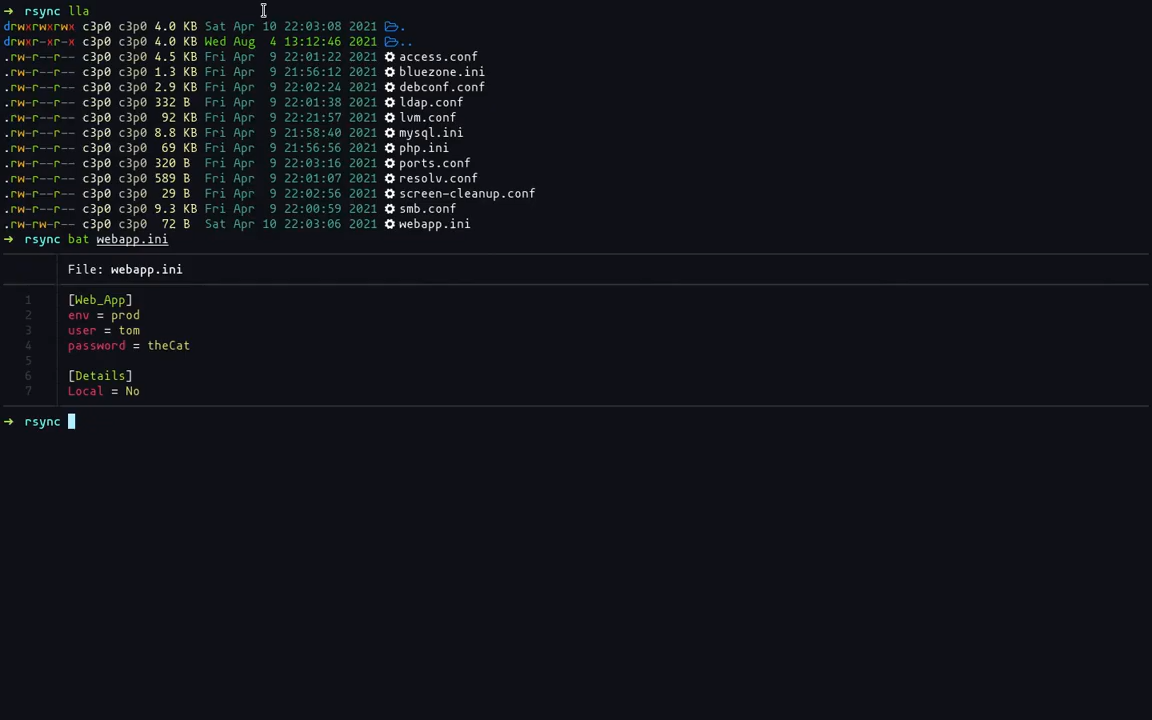 → rsync lla
drwxrwxrwx c3p0 c3p0 4.0 KB Sat Apr 10 22:03:08 2021 .
drwxr-xr-x c3p0 c3p0 4.0 KB Wed Aug 4 13:12:46 2021 ..
.rw-r--r-- c3p0 c3p0 4.5 KB Fri Apr 9 22:01:22 2021 access.conf
.rw-r--r-- c3p0 c3p0 1.3 KB Fri Apr 9 21:56:12 2021 bluezone.ini
.rw-r--r-- c3p0 c3p0 2.9 KB Fri Apr 9 22:02:24 2021 debconf.conf
.rw-r--r-- c3p0 c3p0 332 B Fri Apr 9 22:01:38 2021 ldap.conf
.rw-r--r-- c3p0 c3p0 92 KB Fri Apr 9 22:21:57 2021 lvm.conf
.rw-r--r-- c3p0 c3p0 8.8 KB Fri Apr 9 21:58:40 2021 mysql.ini
.rw-r--r-- c3p0 c3p0 69 KB Fri Apr 9 21:56:56 2021 php.ini
.rw-r--r-- c3p0 c3p0 320 B Fri Apr 9 22:03:16 2021 ports.conf
.rw-r--r-- c3p0 c3p0 589 B Fri Apr 9 22:01:07 2021 resolv.conf
.rw-r--r-- c3p0 c3p0 29 B Fri Apr 9 22:02:56 2021 screen-cleanup.conf
.rw-r--r-- c3p0 c3p0 9.3 KB Fri Apr 9 22:00:59 2021 smb.conf
.rw-rw-r-- c3p0 c3p0 72 B Sat Apr 10 22:03:06 2021 webapp.ini
→ rsync bat webapp.ini
File: webapp.ini
1 [Web_App]
2 env = prod
3 user = tom
4 password = theCat
5
6 [Details]
7 Local = No
→ rsync